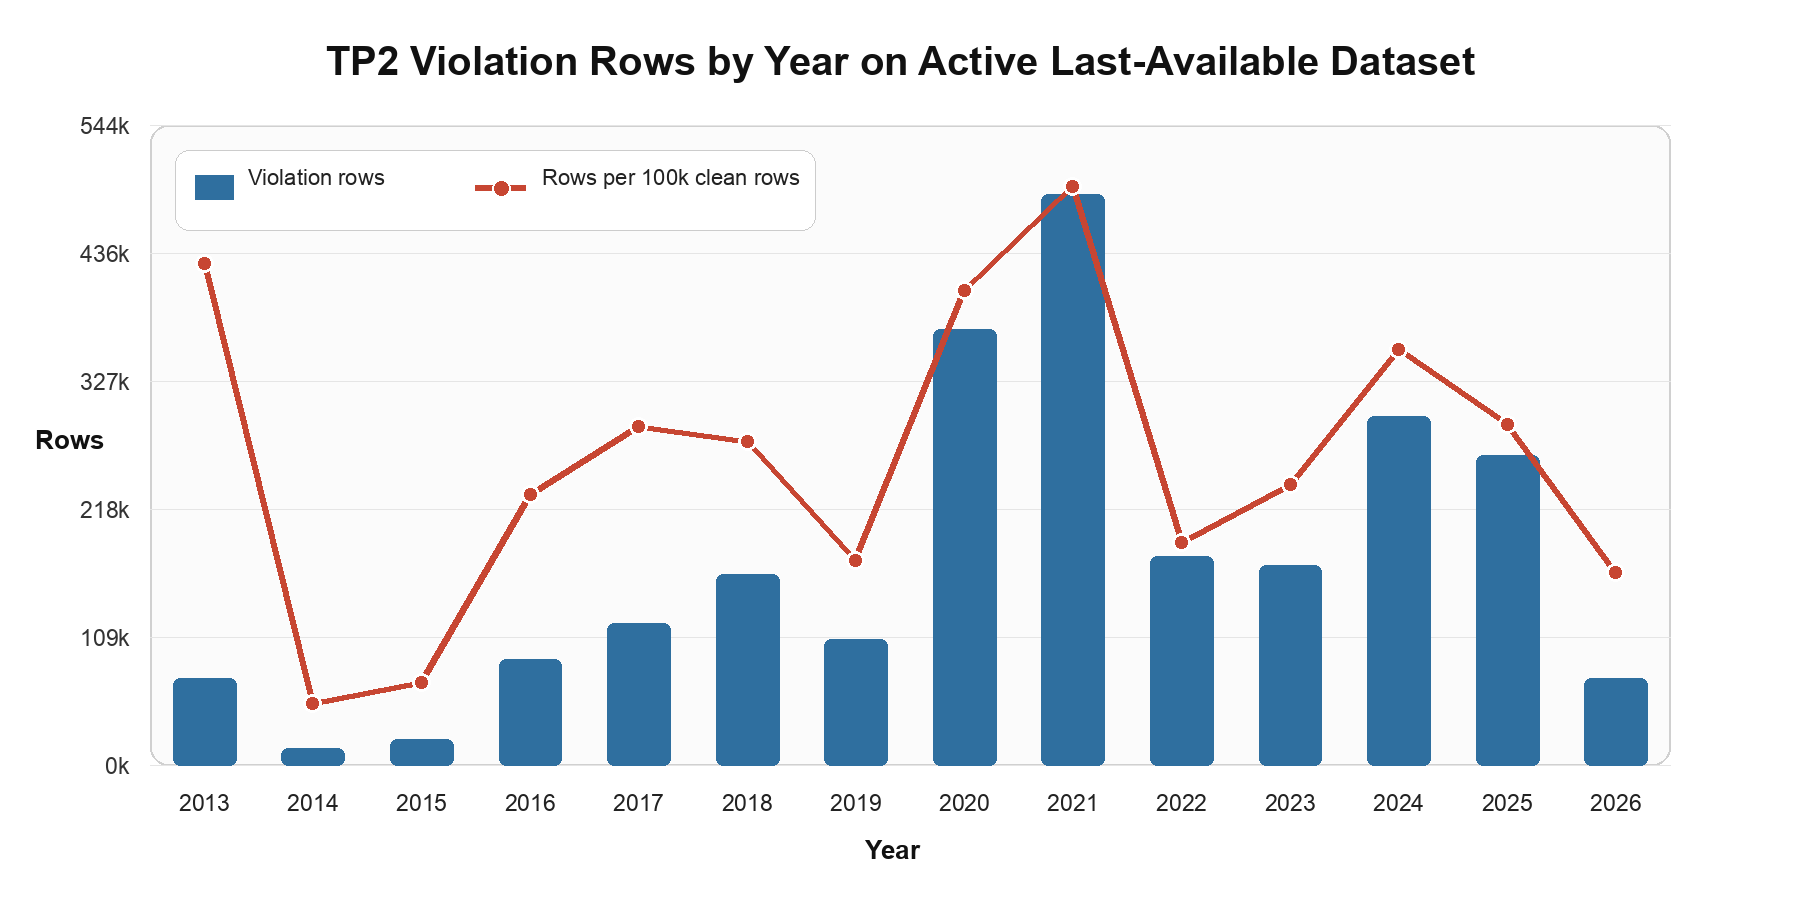 TP2 Violation Rows by Year on Active Last-Available Dataset
544k
Violation rows
Rows per 100k clean rows
436k
327k
Rows
218k
109k
0k
2013 2014 2015 2016 2017 2018 2019 2020 2021 2022 2023 2024 2025 2026
Year